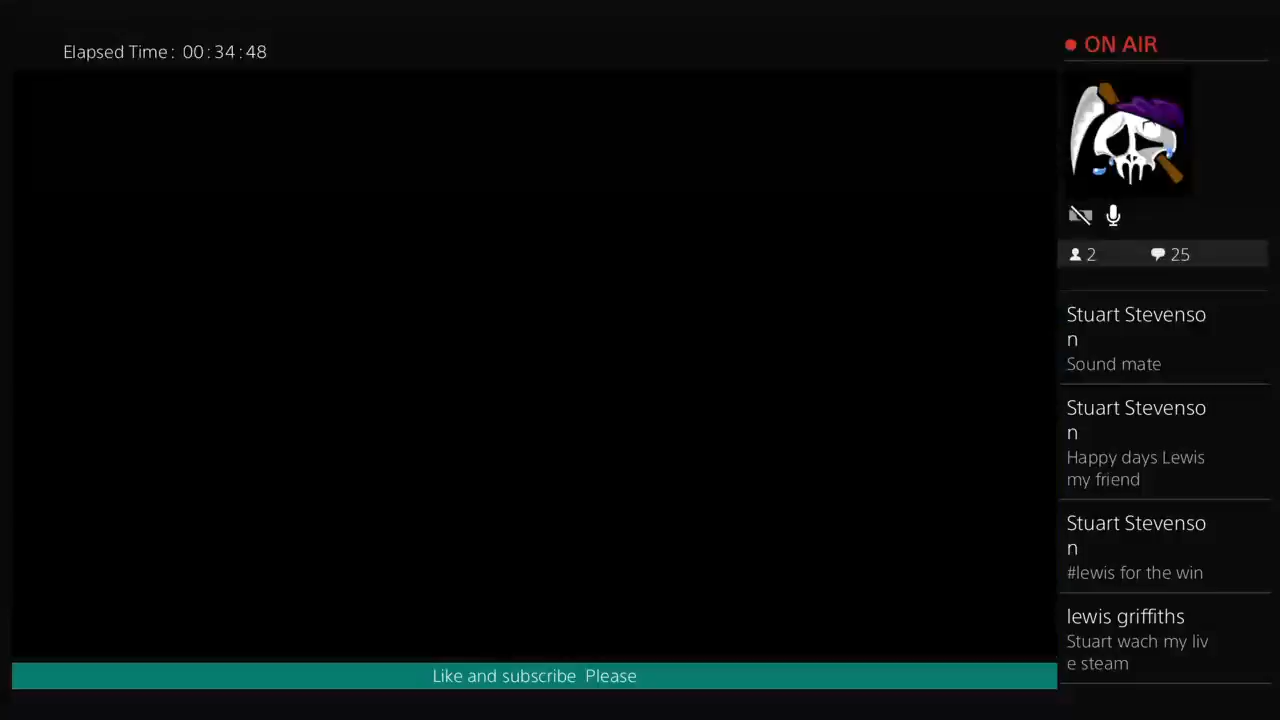 Elapsed Time: 00:34:48
ON AIR
2 25
Stuart Stevenso
n
Sound mate
Stuart Stevenso
n
Happy days Lewis
my friend
Stuart Stevenso
n
#lewis for the win
lewis griffiths
Stuart wach my liv
e steam
Like and subscribe Please